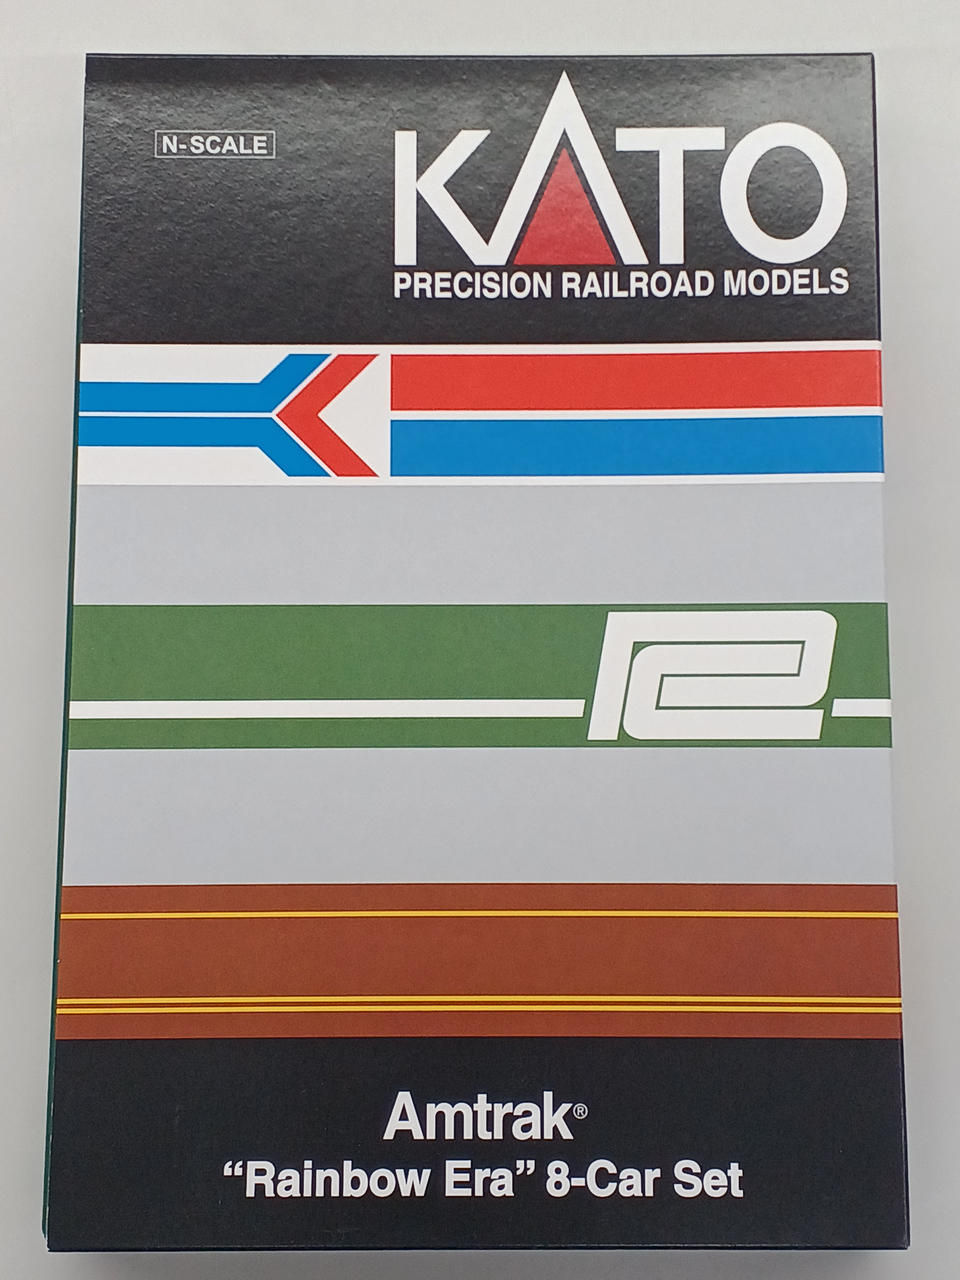 N-SCALE
KATO
PRECISION RAILROAD MODELS
Amtrak®
“Rainbow Era” 8-Car Set